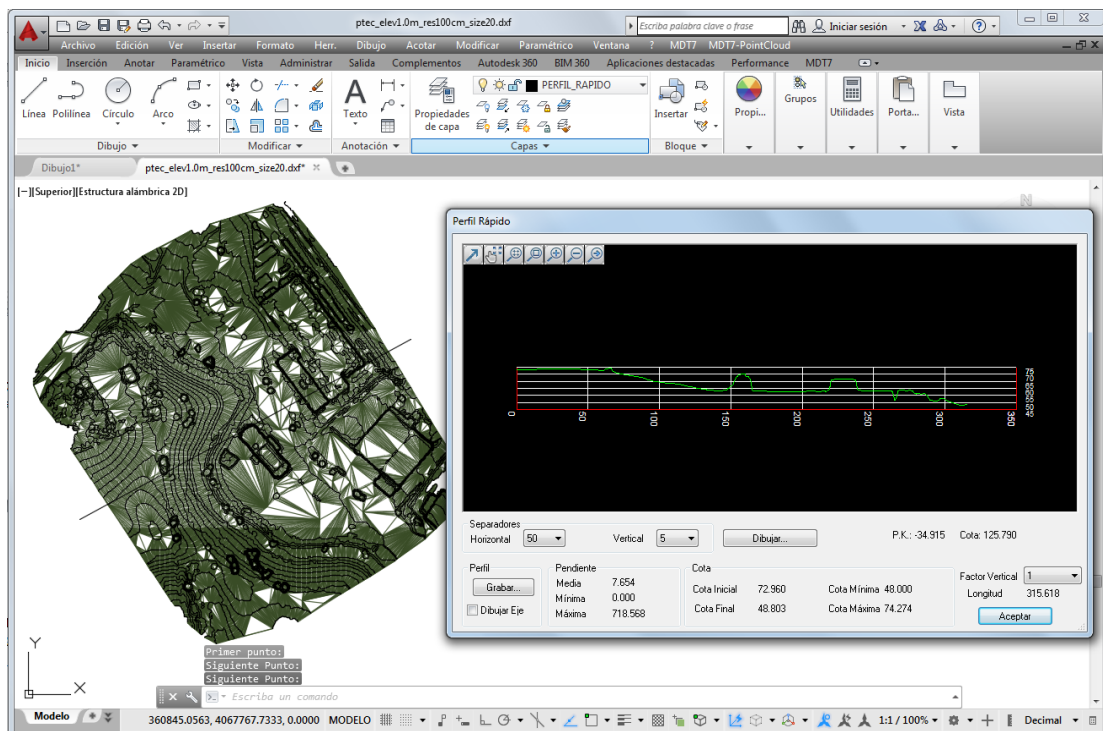 ptec_elev1.0m_res100cm_size20.dxf
Escriba palabra clave o frase
Iniciar sesión
Archivo Edición Ver Insertar Formato Herr. Dibujo Acotar Modificar Paramétrico Ventana ? MDT7 MDT7-PointCloud
Inicio Inserción Anotar Paramétrico Vista Administrar Salida Complementos Autodesk 360 BIM 360 Aplicaciones destacadas Performance MDT7
PERFIL_RAPIDO
Línea Polilínea Círculo Arco
Texto
Propiedades de capa
Insertar
Propi...
Grupos
Utilidades
Porta...
Vista
Dibujo Modificar Anotación Capas Bloque
Dibujo1* ptec_elev1.0m_res100cm_size20.dxf*
[−][Superior][Estructura alámbrica 2D]
N
Perfil Rápido
75
70
65
60
55
50
45
0 50 100 150 200 250 300 350
Separadores
Horizontal 50 Vertical 5 Dibujar... P.K.: -34.915 Cota: 125.790
Perfil
Grabar...
Dibujar Eje
Pendiente
Media 7.654
Mínima 0.000
Máxima 718.568
Cota
Cota Inicial 72.960 Cota Mínima 48.000
Cota Final 48.803 Cota Máxima 74.274
Factor Vertical 1
Longitud 315.618
Aceptar
Y
X
Primer punto:
Siguiente Punto:
Siguiente Punto:
Escriba un comando
Modelo 360845.0563, 4067767.7333, 0.0000 MODELO 1:1 / 100% Decimal